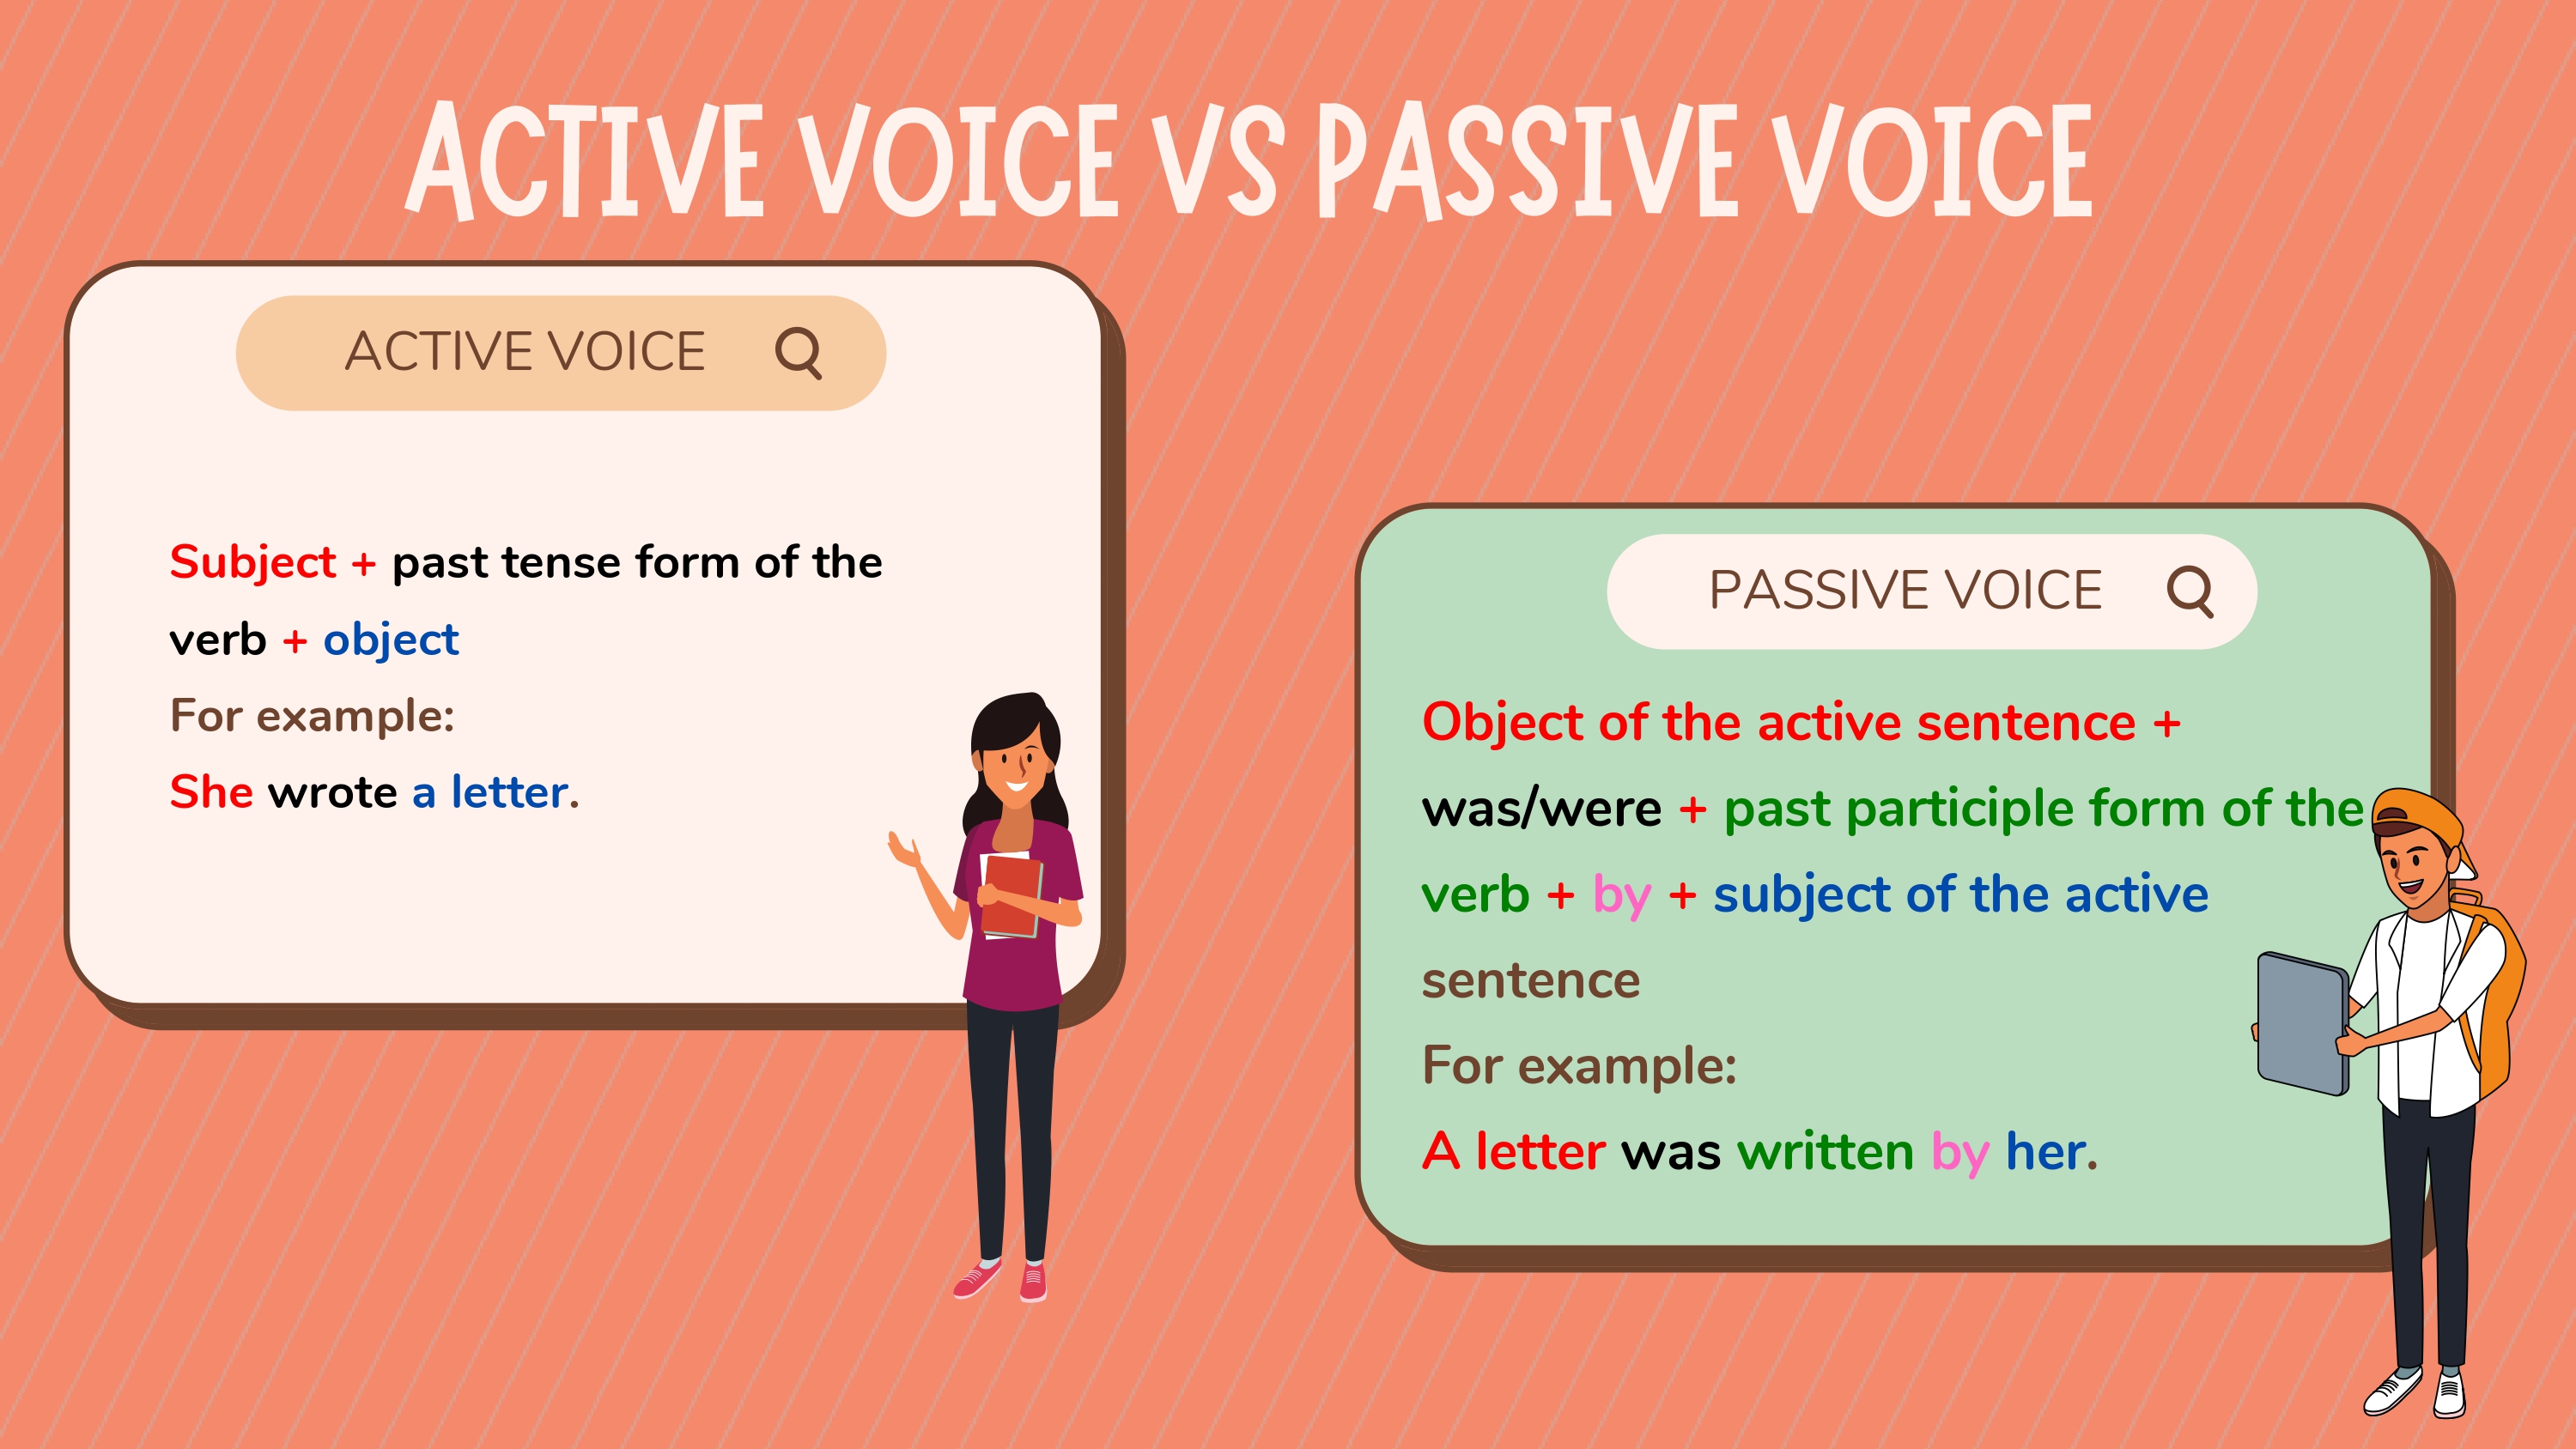 ACTIVE VOICE VS PASSIVE VOICE
ACTIVE VOICE
Subject + past tense form of the
verb + object
For example:
She wrote a letter.
PASSIVE VOICE
Object of the active sentence +
was/were + past participle form of the
verb + by + subject of the active
sentence
For example:
A letter was written by her.